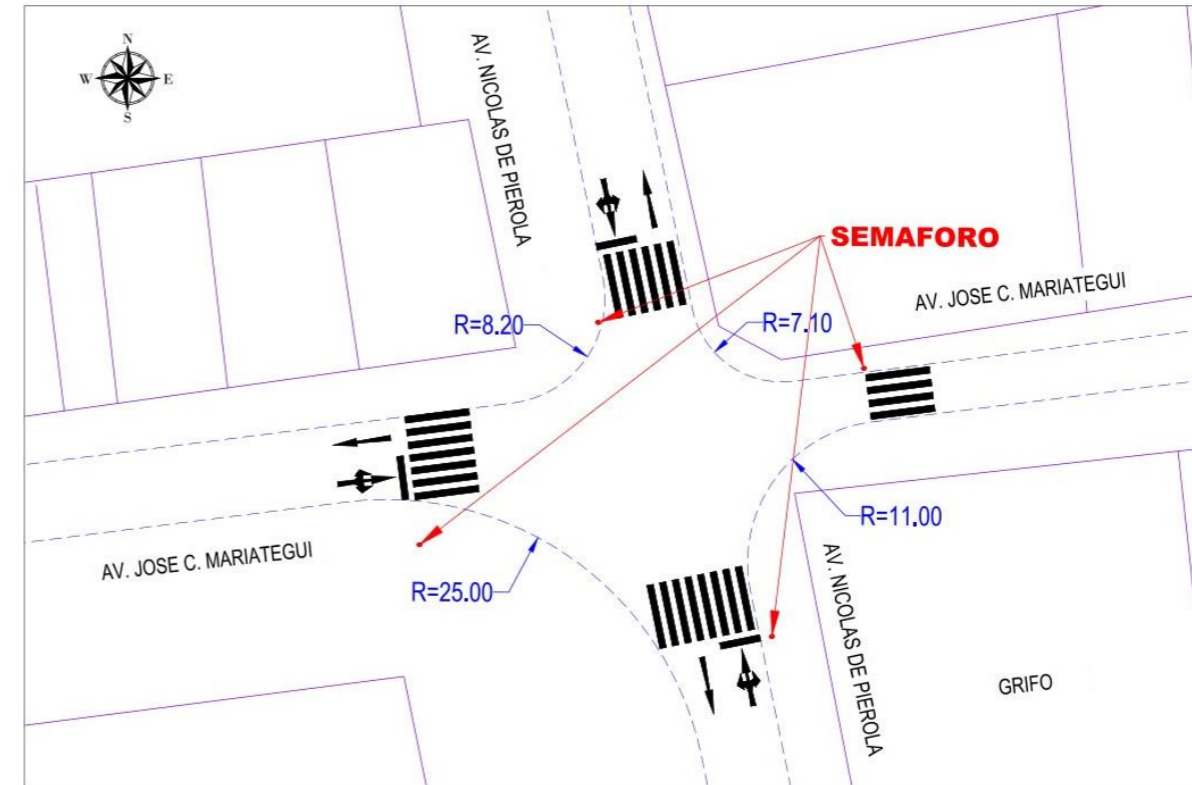 N
W E
S
AV. NICOLAS DE PIEROLA
SEMAFORO
AV. JOSE C. MARIATEGUI
R=8.20
R=7.10
R=11.00
AV. JOSE C. MARIATEGUI
R=25.00
AV. NICOLAS DE PIEROLA
GRIFO